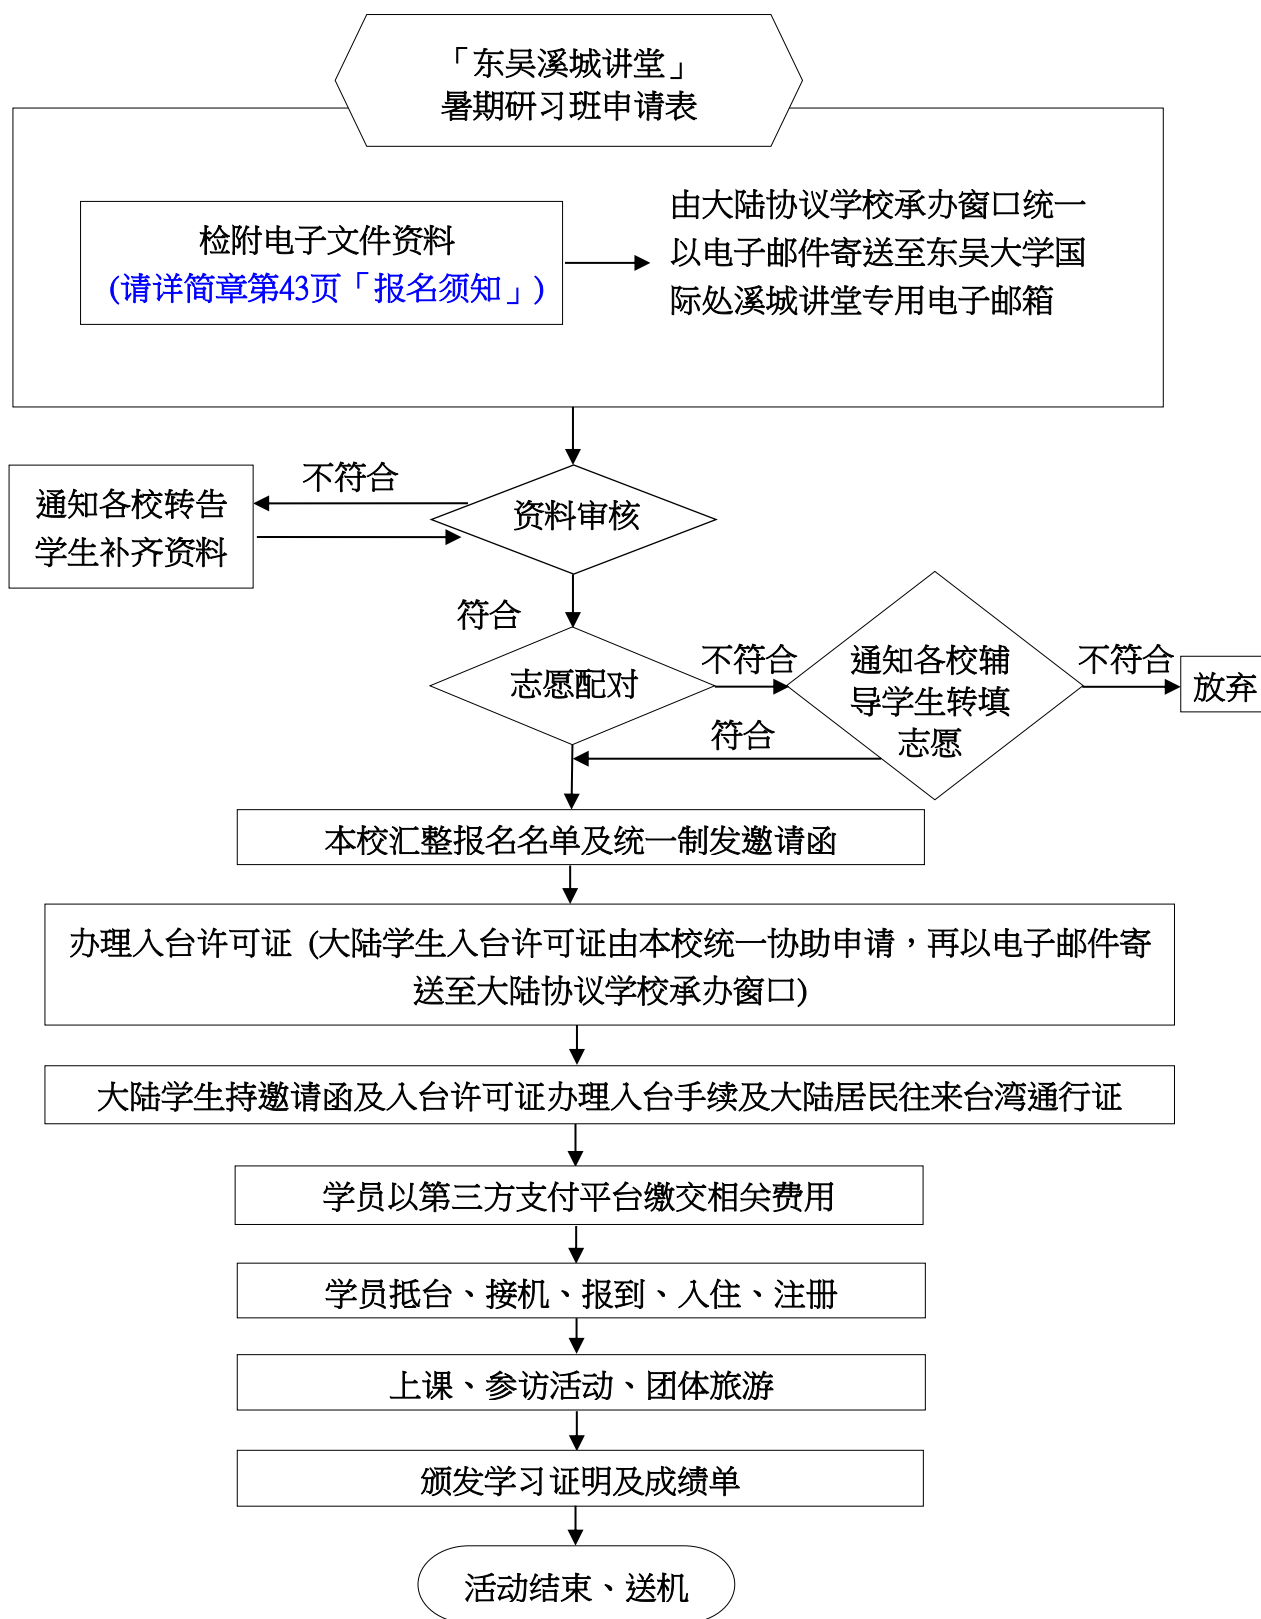 「东吴溪城讲堂」
暑期研习班申请表
检附电子文件资料
(请详简章第43页「报名须知」)
由大陆协议学校承办窗口统一
以电子邮件寄送至东吴大学国
际处溪城讲堂专用电子邮箱
不符合
通知各校转告
学生补齐资料
资料审核
符合
志愿配对
不符合
通知各校辅
导学生转填
志愿
不符合
放弃
符合
本校汇整报名名单及统一制发邀请函
办理入台许可证 (大陆学生入台许可证由本校统一协助申请，再以电子邮件寄
送至大陆协议学校承办窗口)
大陆学生持邀请函及入台许可证办理入台手续及大陆居民往来台湾通行证
学员以第三方支付平台缴交相关费用
学员抵台、接机、报到、入住、注册
上课、参访活动、团体旅游
颁发学习证明及成绩单
活动结束、送机